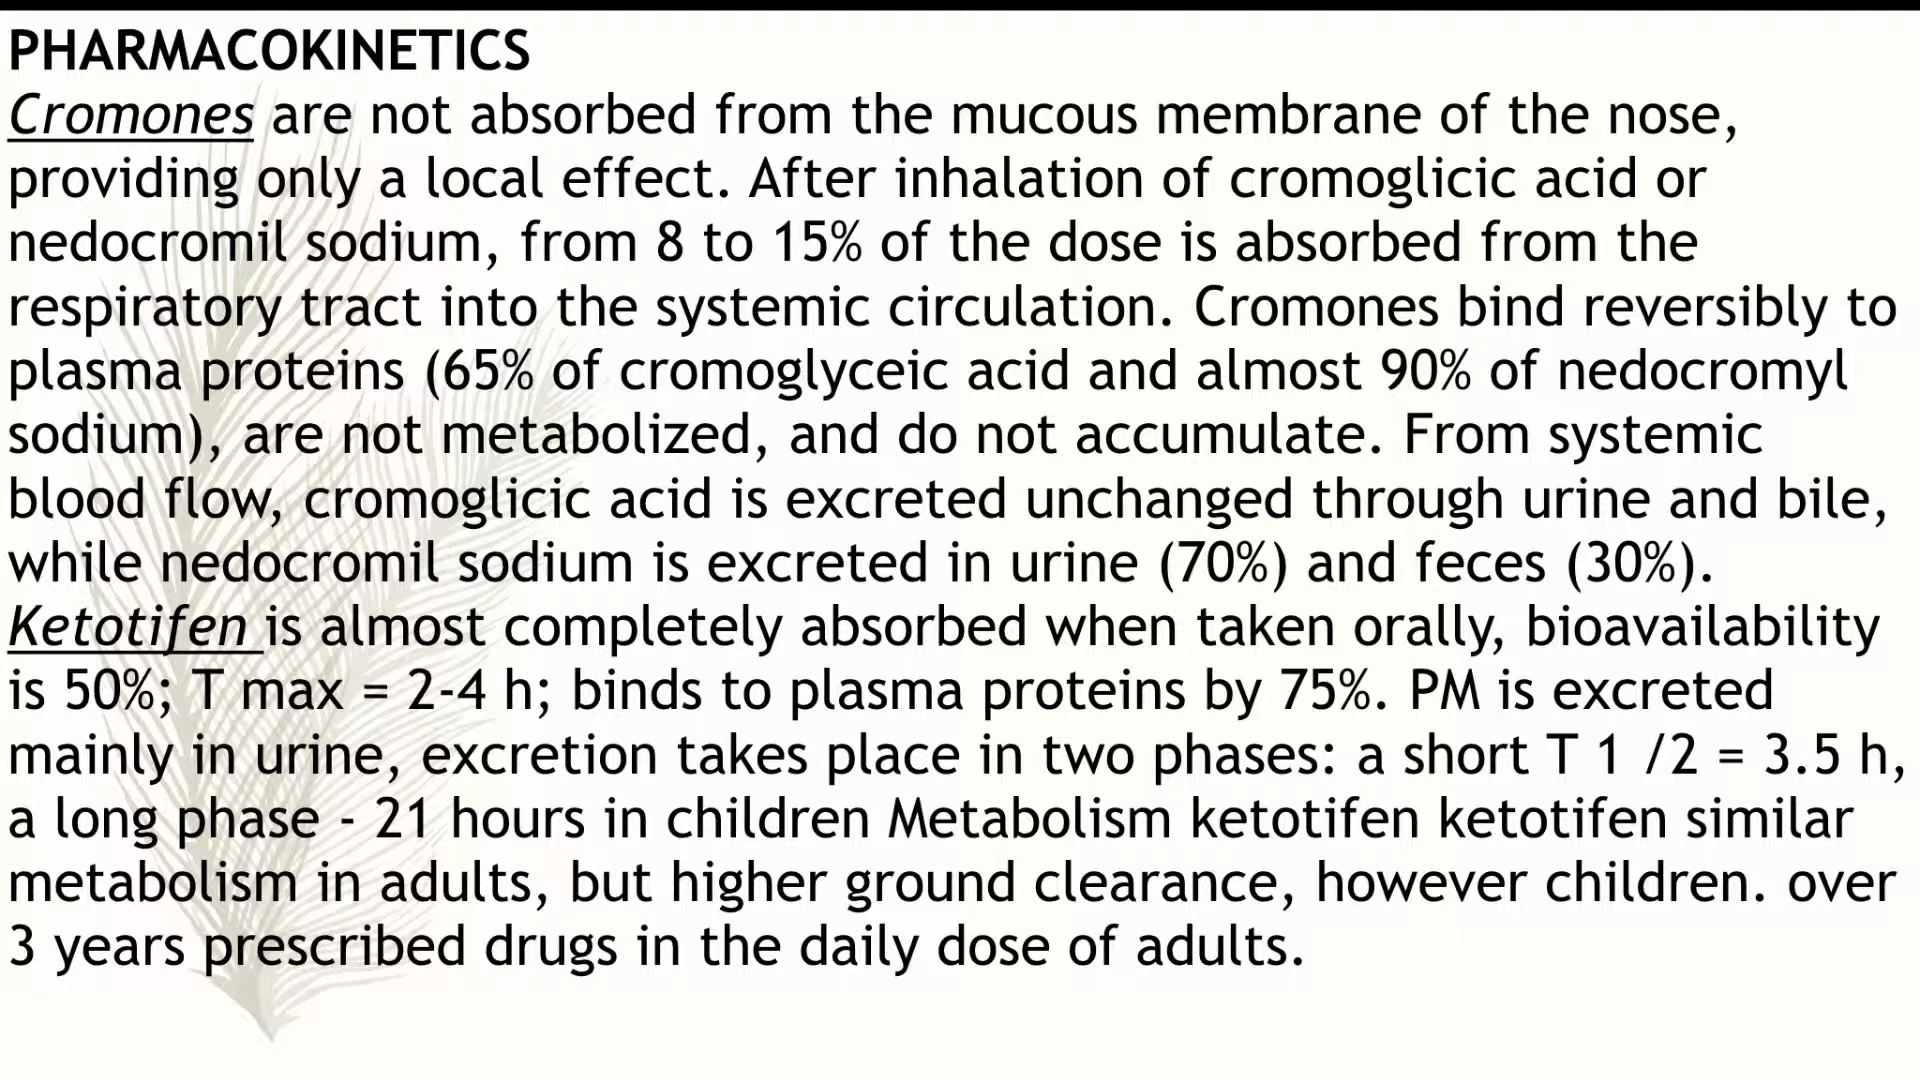 PHARMACOKINETICS
Cromones are not absorbed from the mucous membrane of the nose,
providing only a local effect. After inhalation of cromoglicic acid or
nedocromil sodium, from 8 to 15% of the dose is absorbed from the
respiratory tract into the systemic circulation. Cromones bind reversibly to
plasma proteins (65% of cromoglyceic acid and almost 90% of nedocromyl
sodium), are not metabolized, and do not accumulate. From systemic
blood flow, cromoglicic acid is excreted unchanged through urine and bile,
while nedocromil sodium is excreted in urine (70%) and feces (30%).
Ketotifen is almost completely absorbed when taken orally, bioavailability
is 50%; T max = 2-4 h; binds to plasma proteins by 75%. PM is excreted
mainly in urine, excretion takes place in two phases: a short T 1 /2 = 3.5 h,
a long phase - 21 hours in children Metabolism ketotifen ketotifen similar
metabolism in adults, but higher ground clearance, however children. over
3 years prescribed drugs in the daily dose of adults.